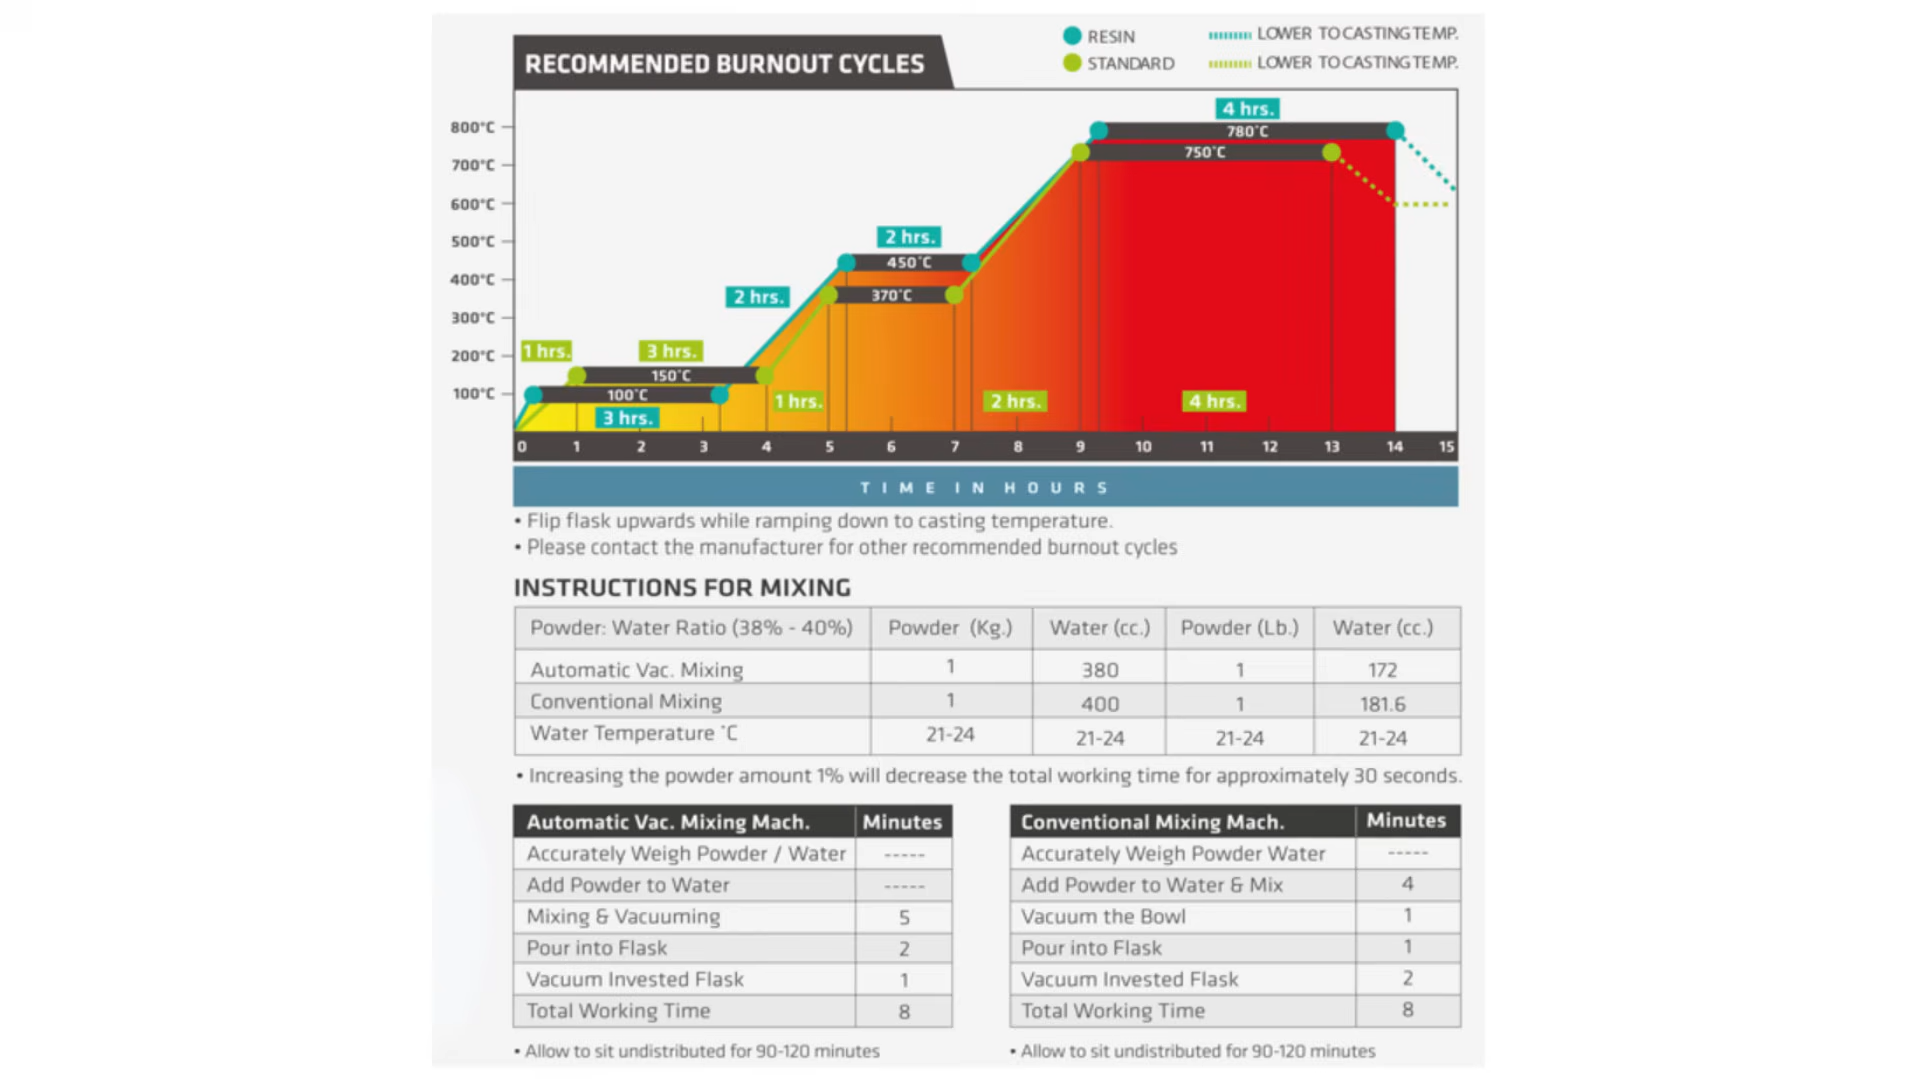 RECOMMENDED BURNOUT CYCLES
RESIN
LOWER TO CASTING TEMP.
STANDARD
LOWER TO CASTING TEMP.
800°C
700°C
600°C
500°C
400°C
300°C
200°C
100°C
4 hrs.
780°C
750°C
2 hrs.
450°C
370°C
2 hrs.
1 hrs.
3 hrs.
150°C
100°C
3 hrs.
1 hrs.
2 hrs.
4 hrs.
0 1 2 3 4 5 6 7 8 9 10 11 12 13 14 15
TIME IN HOURS
• Flip flask upwards while ramping down to casting temperature.
• Please contact the manufacturer for other recommended burnout cycles
INSTRUCTIONS FOR MIXING
Powder: Water Ratio (38% - 40%) Powder (Kg.) Water (cc.) Powder (Lb.) Water (cc.)
Automatic Vac. Mixing 1 380 1 172
Conventional Mixing 1 400 1 181.6
Water Temperature °C 21-24 21-24 21-24 21-24
• Increasing the powder amount 1% will decrease the total working time for approximately 30 seconds.
Automatic Vac. Mixing Mach. Minutes
Accurately Weigh Powder / Water -----
Add Powder to Water -----
Mixing & Vacuuming 5
Pour into Flask 2
Vacuum Invested Flask 1
Total Working Time 8
• Allow to sit undistributed for 90-120 minutes
Conventional Mixing Mach. Minutes
Accurately Weigh Powder Water -----
Add Powder to Water & Mix 4
Vacuum the Bowl 1
Pour into Flask 1
Vacuum Invested Flask 2
Total Working Time 8
• Allow to sit undistributed for 90-120 minutes